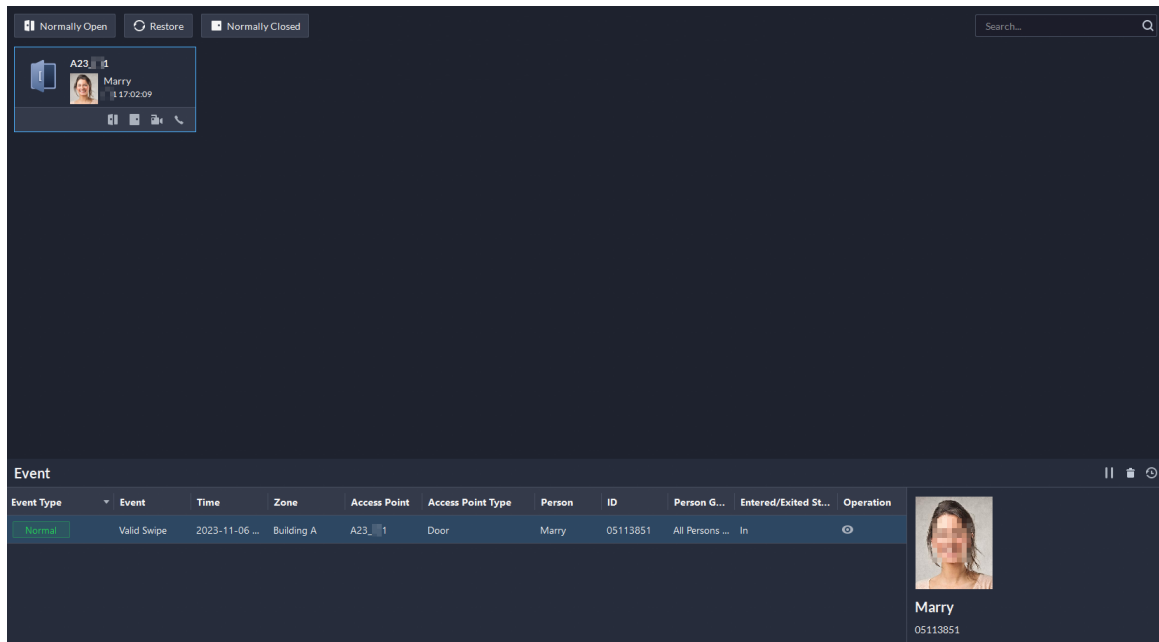 Normally Open Restore Normally Closed Search...
A23_ 1
Marry
1 17:02:09
Event
Event Type Event Time Zone Access Point Access Point Type Person ID Person G... Entered/Exited St... Operation
Normal Valid Swipe 2023-11-06 ... Building A A23_ 1 Door Marry 05113851 All Persons ... In
Marry
05113851